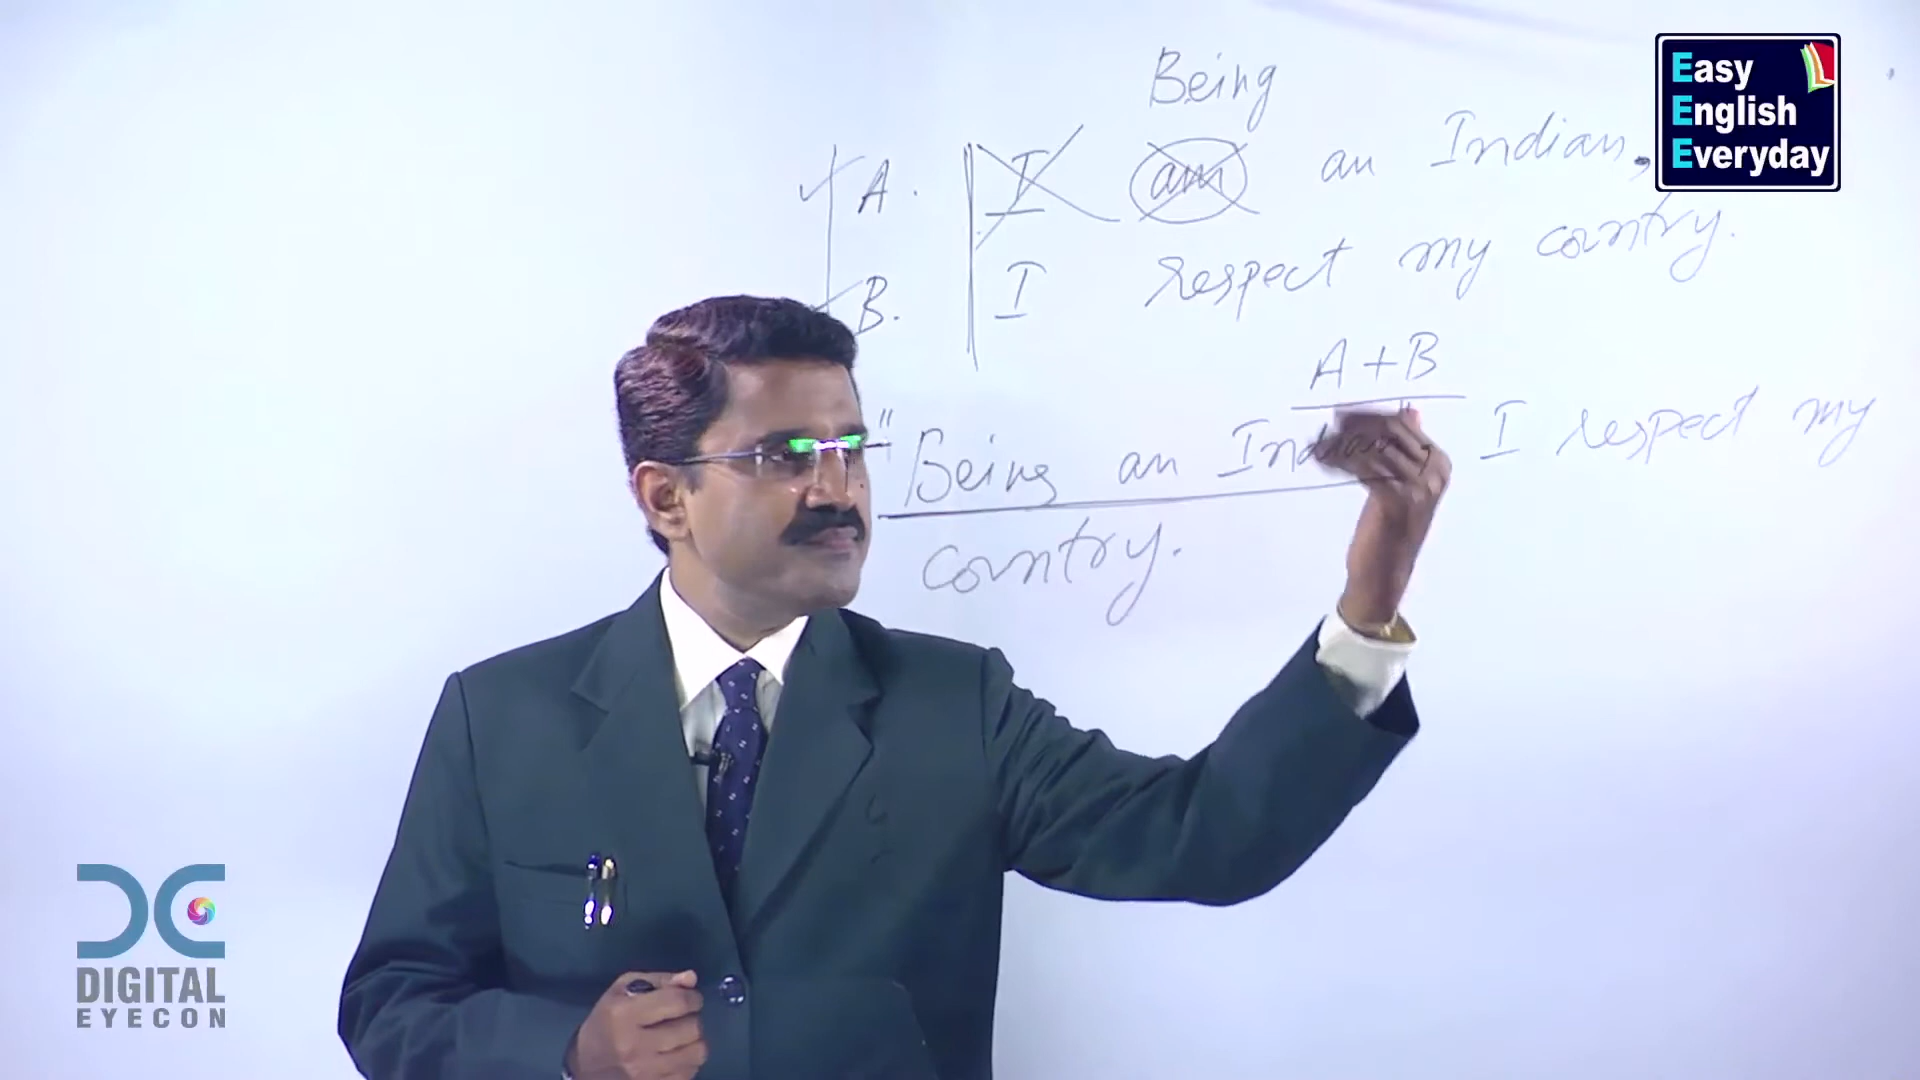 Being
A. I am an Indian,
B. I respect my country.
A + B
"Being an Indian, I respect my
country.
Easy
English
Everyday
DIGITAL
EYECON